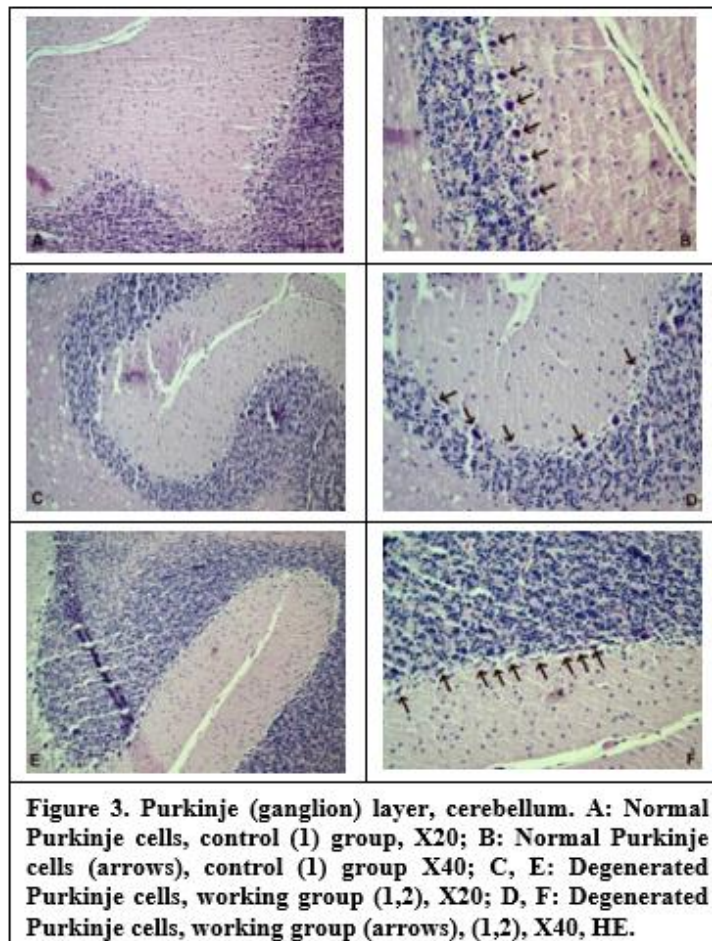 A
B
C
D
E
F
Figure 3. Purkinje (ganglion) layer, cerebellum. A: Normal
Purkinje cells, control (1) group, X20; B: Normal Purkinje
cells (arrows), control (1) group X40; C, E: Degenerated
Purkinje cells, working group (1,2), X20; D, F: Degenerated
Purkinje cells, working group (arrows), (1,2), X40, HE.